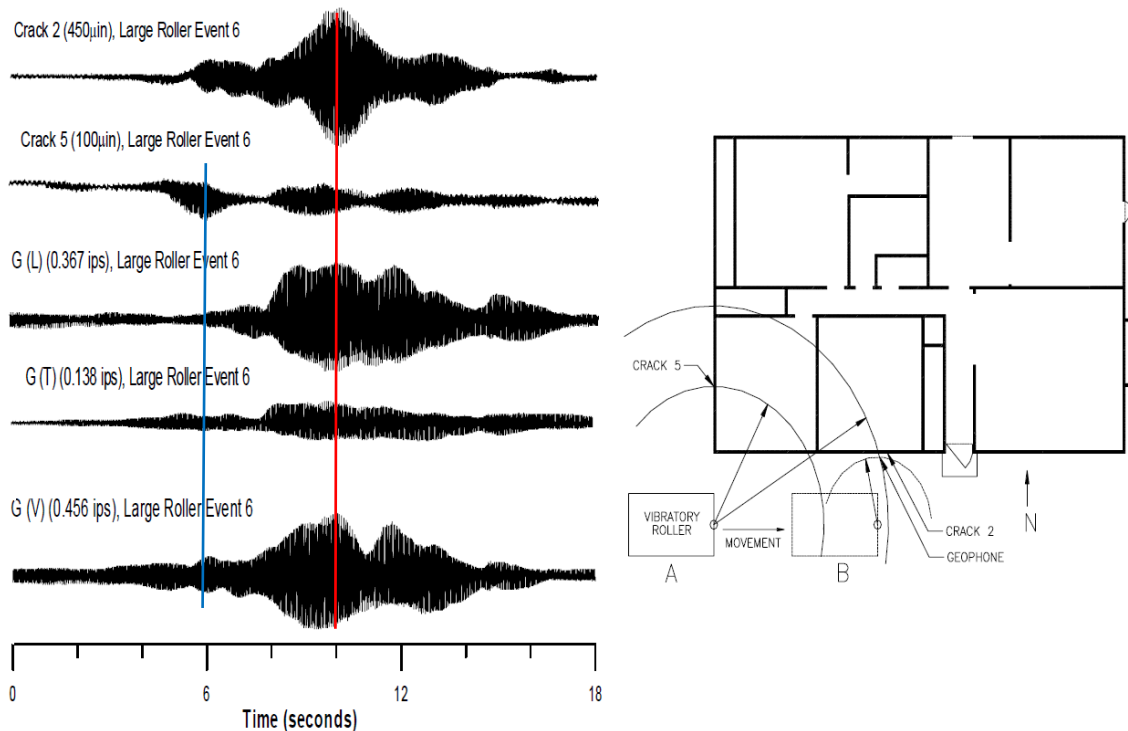 Crack 2 (450µin), Large Roller Event 6
Crack 5 (100µin), Large Roller Event 6
G (L) (0.367 ips), Large Roller Event 6
G (T) (0.138 ips), Large Roller Event 6
G (V) (0.456 ips), Large Roller Event 6
0
6
12
18
Time (seconds)
CRACK 5
VIBRATORY
ROLLER
MOVEMENT
A
B
CRACK 2
GEOPHONE
N